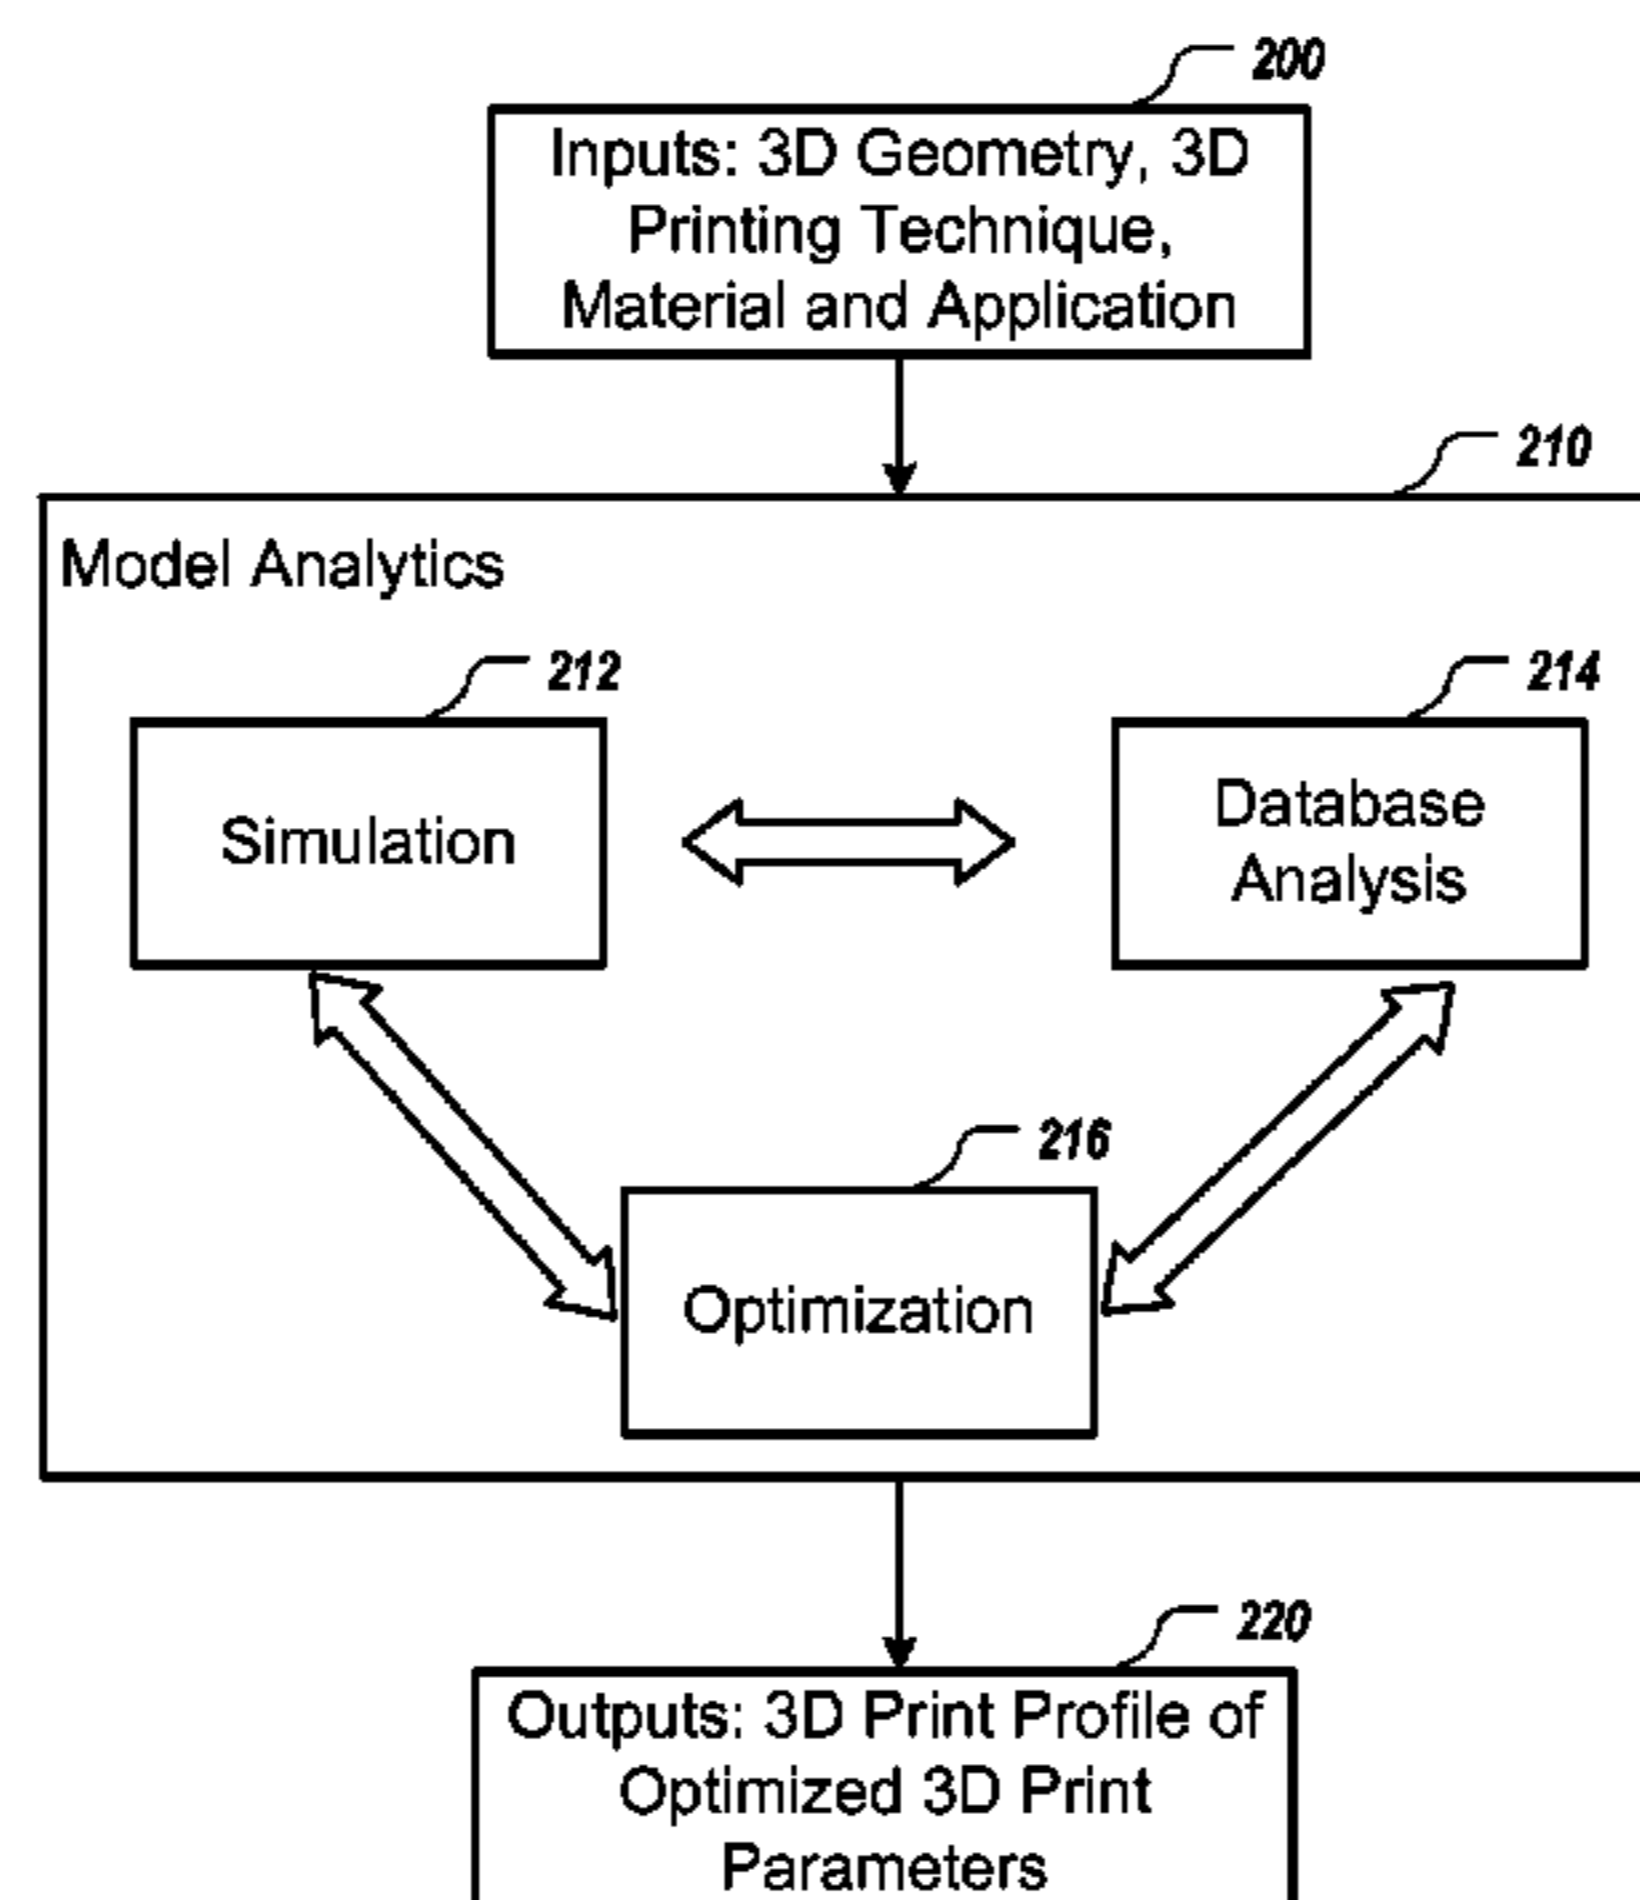 200
Inputs: 3D Geometry, 3D
Printing Technique,
Material and Application
210
Model Analytics
212
214
Simulation
Database
Analysis
216
Optimization
220
Outputs: 3D Print Profile of
Optimized 3D Print
Parameters